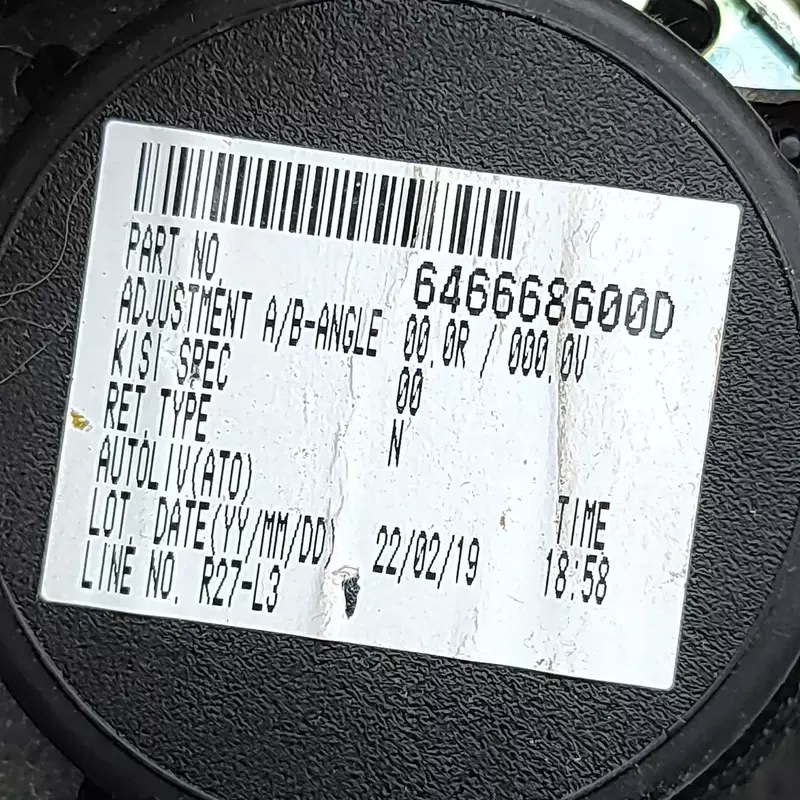 PART NO. 646668600D
ADJUSTMENT A/B-ANGLE 00.0R / 000.0V
KISI SPEC 00
RET.TYPE N
AUTOLIV(ATO)
LOT. DATE(YY/MM/DD) 22/02/19 TIME 18:58
LINE NO. R27-L3